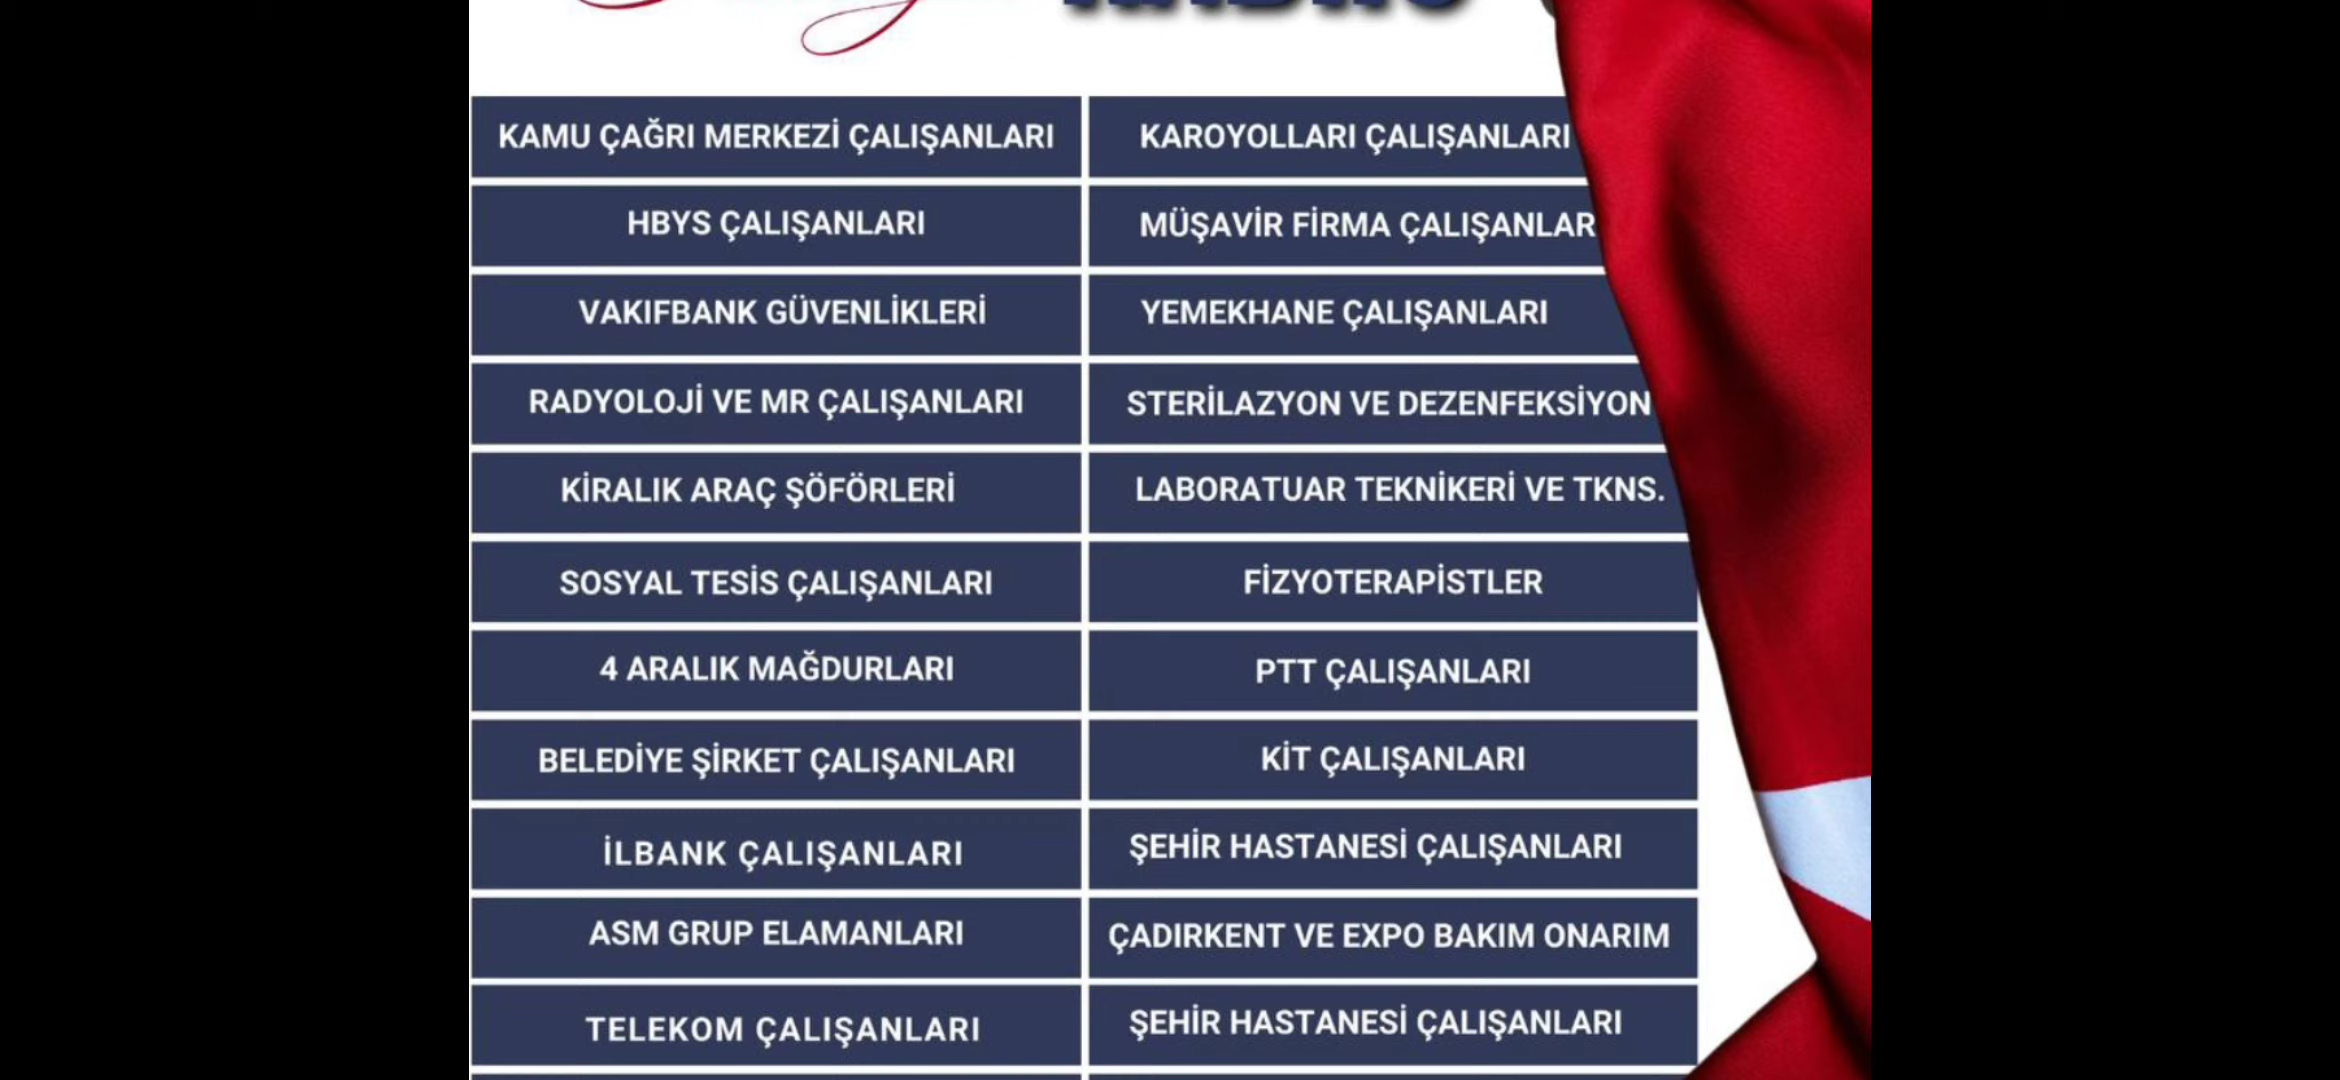 KAMU ÇAĞRI MERKEZİ ÇALIŞANLARI
KAROYOLLARI ÇALIŞANLARI
HBYS ÇALIŞANLARI
MÜŞAVİR FİRMA ÇALIŞANLAR
VAKIFBANK GÜVENLİKLERİ
YEMEKHANE ÇALIŞANLARI
RADYOLOJİ VE MR ÇALIŞANLARI
STERİLAZYON VE DEZENFEKSİYON
KİRALIK ARAÇ ŞÖFÖRLERİ
LABORATUAR TEKNİKERİ VE TKNS.
SOSYAL TESİS ÇALIŞANLARI
FİZYOTERAPİSTLER
4 ARALIK MAĞDURLARI
PTT ÇALIŞANLARI
BELEDİYE ŞİRKET ÇALIŞANLARI
KİT ÇALIŞANLARI
İLBANK ÇALIŞANLARI
ŞEHİR HASTANESİ ÇALIŞANLARI
ASM GRUP ELAMANLARI
ÇADIRKENT VE EXPO BAKIM ONARIM
TELEKOM ÇALIŞANLARI
ŞEHİR HASTANESİ ÇALIŞANLARI